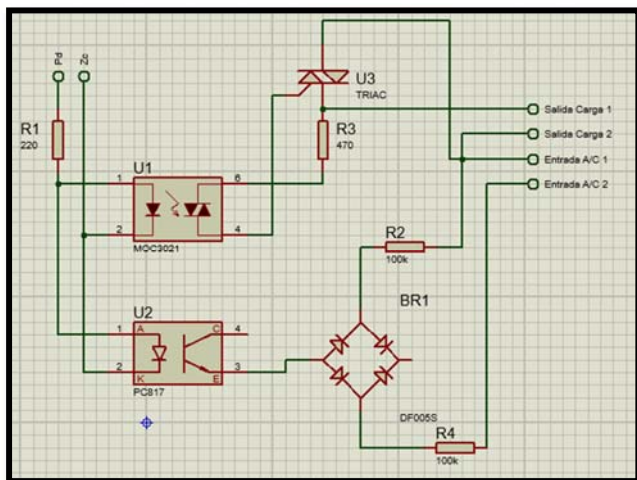 Pd
Zc
R1
220
U1
1
2
6
4
MOC3021
U3
TRIAC
R3
470
Salida Carga 1
Salida Carga 2
Entrada A/C 1
Entrada A/C 2
R2
100k
BR1
DF005S
R4
100k
U2
1
2
A
K
C
E
4
3
PC817